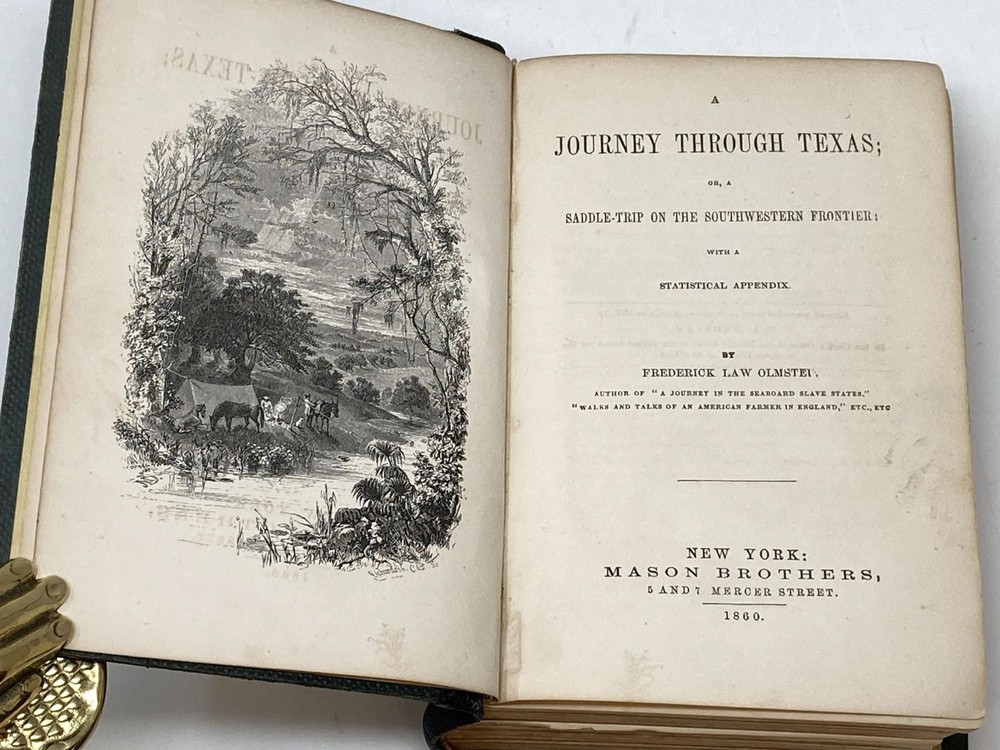 A
JOURNEY THROUGH TEXAS;
OR, A
SADDLE-TRIP ON THE SOUTHWESTERN FRONTIER:
WITH A
STATISTICAL APPENDIX.
BY
FREDERICK LAW OLMSTED.
AUTHOR OF "A JOURNEY IN THE SEABOARD SLAVE STATES."
"WALKS AND TALKS OF AN AMERICAN FARMER IN ENGLAND," ETC., ETC
NEW YORK:
MASON BROTHERS,
5 AND 7 MERCER STREET.
1860.